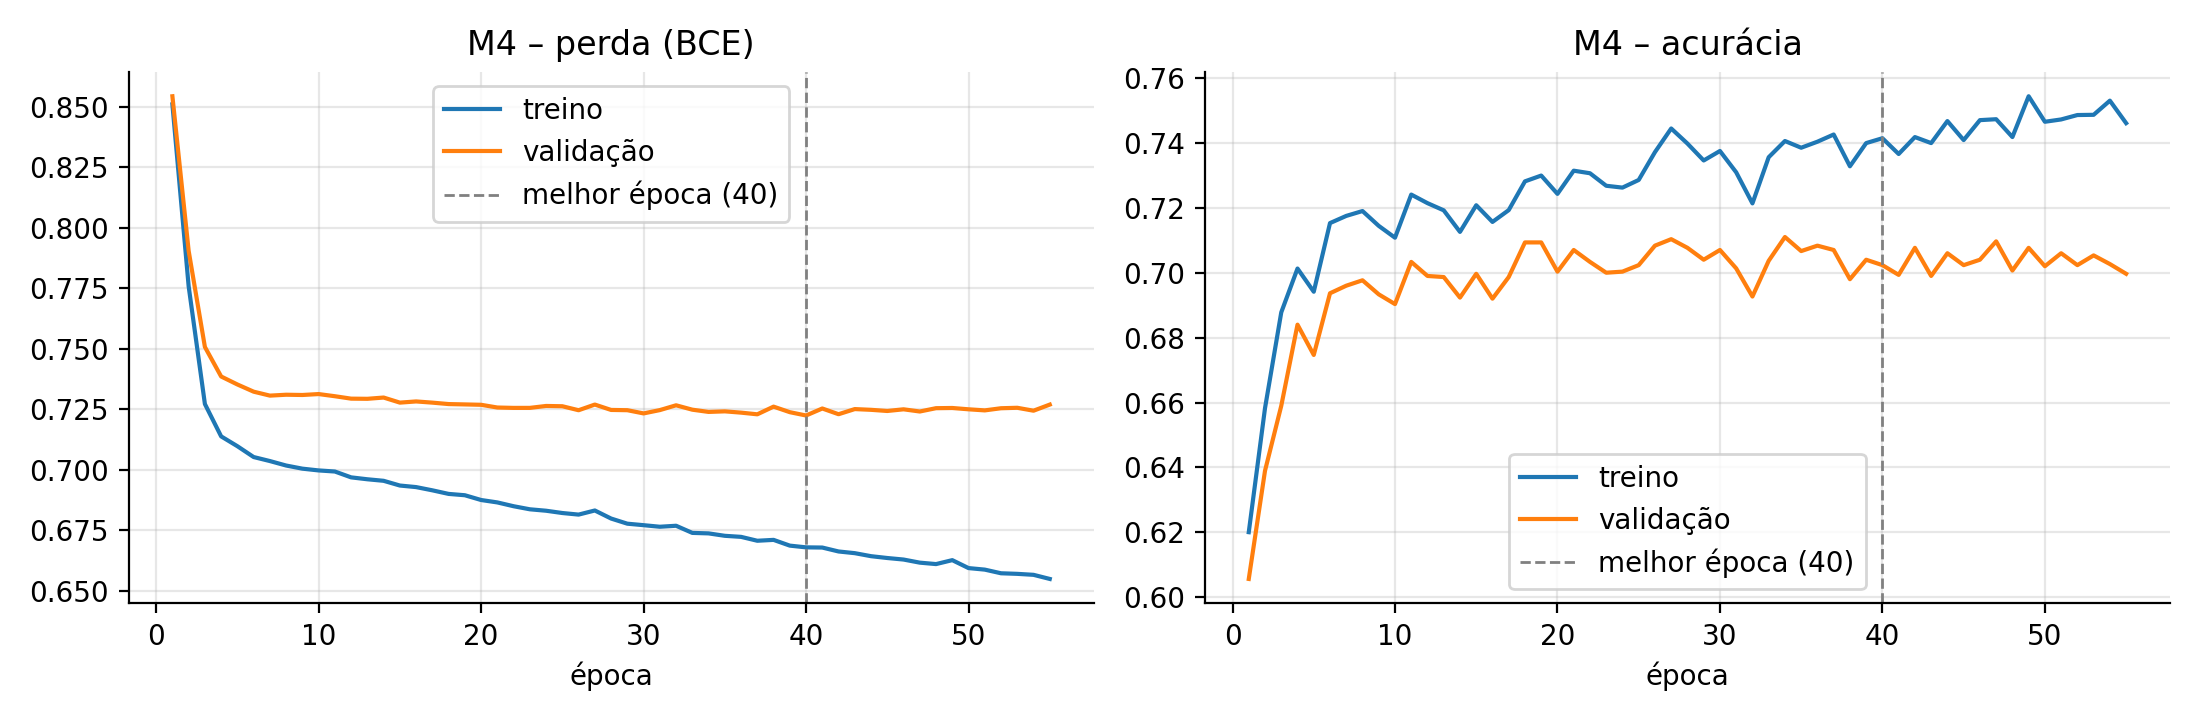 M4 – perda (BCE)
0.850
0.825
0.800
0.775
0.750
0.725
0.700
0.675
0.650
treino
validação
melhor época (40)
0 10 20 30 40 50
época
M4 – acurácia
0.76
0.74
0.72
0.70
0.68
0.66
0.64
0.62
0.60
treino
validação
melhor época (40)
0 10 20 30 40 50
época